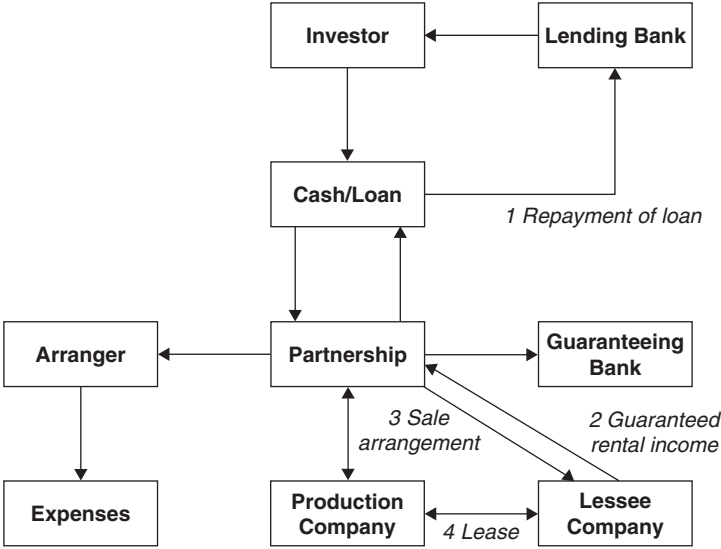 Investor
Lending Bank
Cash/Loan
1 Repayment of loan
Arranger
Partnership
Guaranteeing
Bank
3 Sale
arrangement
2 Guaranteed
rental income
Expenses
Production
Company
4 Lease
Lessee
Company